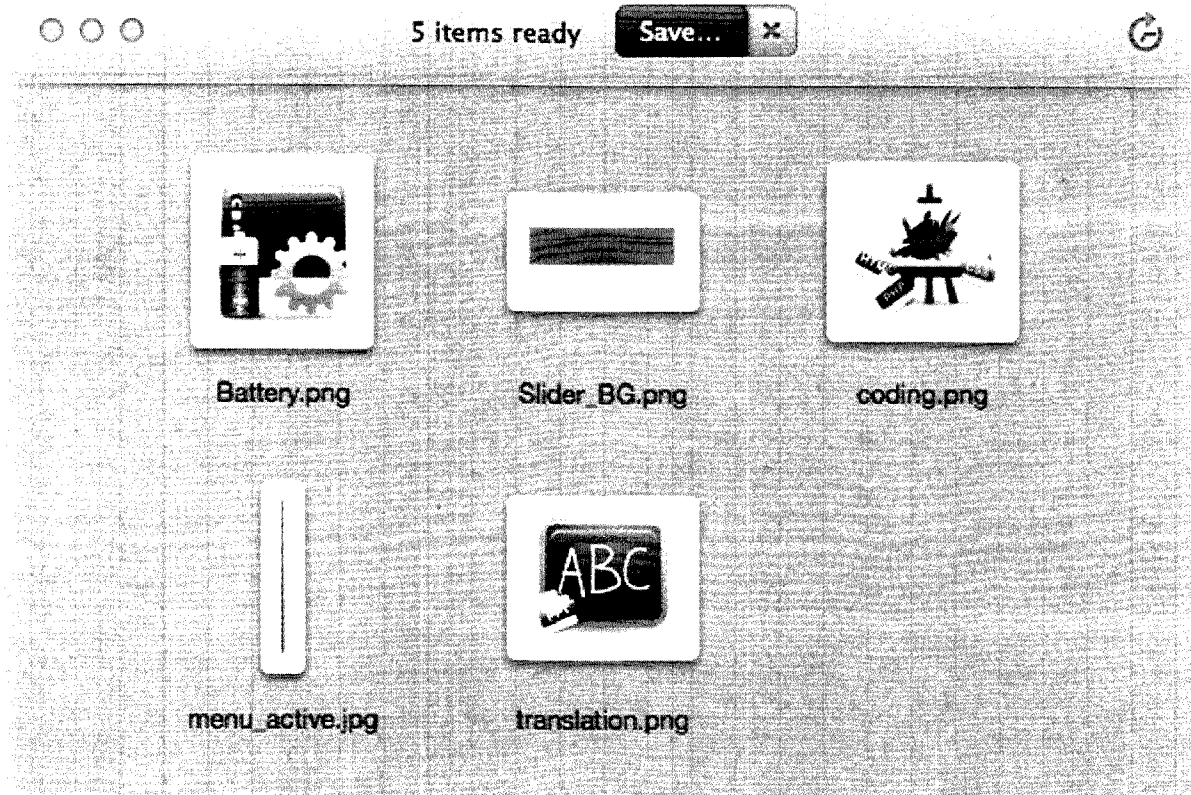 5 items ready
Save...
Battery.png
Slider_BG.png
coding.png
ABC
menu_active.jpg
translation.png